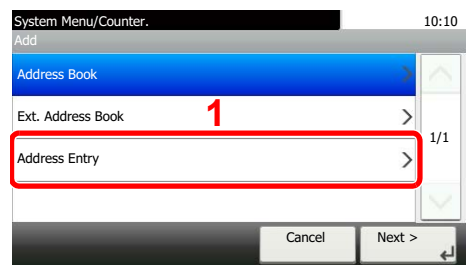 System Menu/Counter. 10:10
Add
Address Book
Ext. Address Book 1
1/1
Address Entry
Cancel Next >